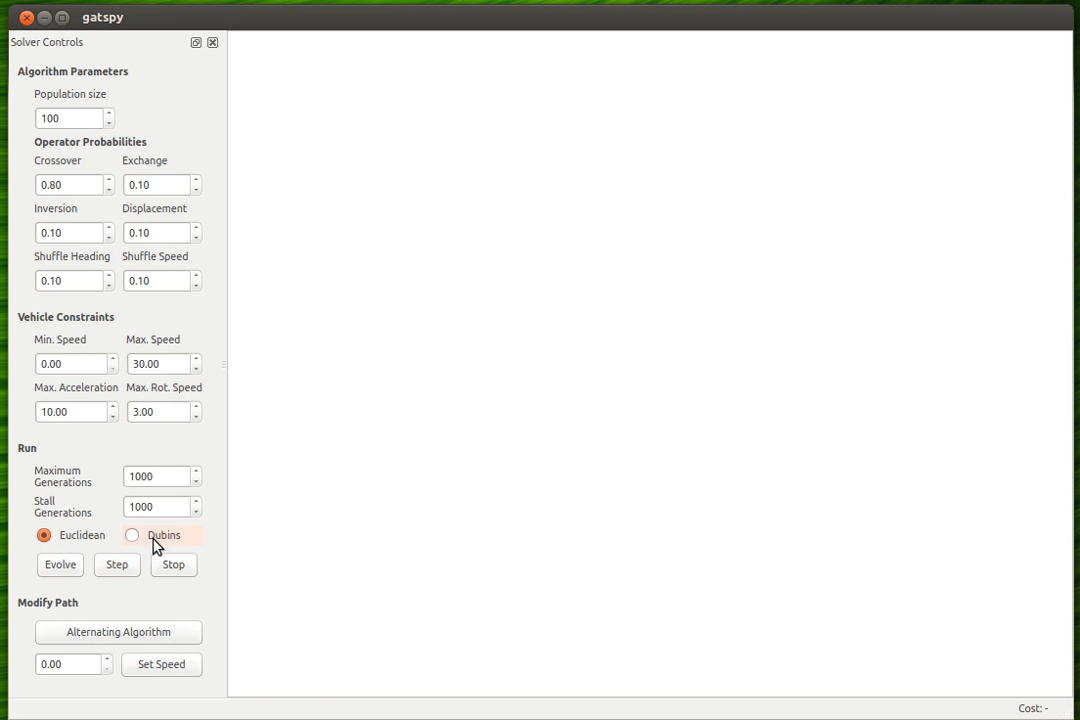 gatspy
Solver Controls
Algorithm Parameters
Population size
100
Operator Probabilities
Crossover Exchange
0.80 0.10
Inversion Displacement
0.10 0.10
Shuffle Heading Shuffle Speed
0.10 0.10
Vehicle Constraints
Min. Speed Max. Speed
0.00 30.00
Max. Acceleration Max. Rot. Speed
10.00 3.00
Run
Maximum
Generations 1000
Stall
Generations 1000
Euclidean Dubins
Evolve Step Stop
Modify Path
Alternating Algorithm
0.00 Set Speed
Cost: -